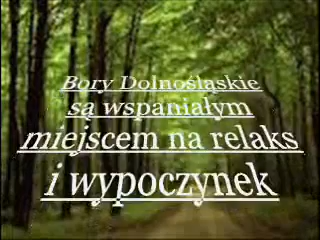 Bory Dolnośląskie
są wspaniałym
miejscem na relaks
i wypoczynek